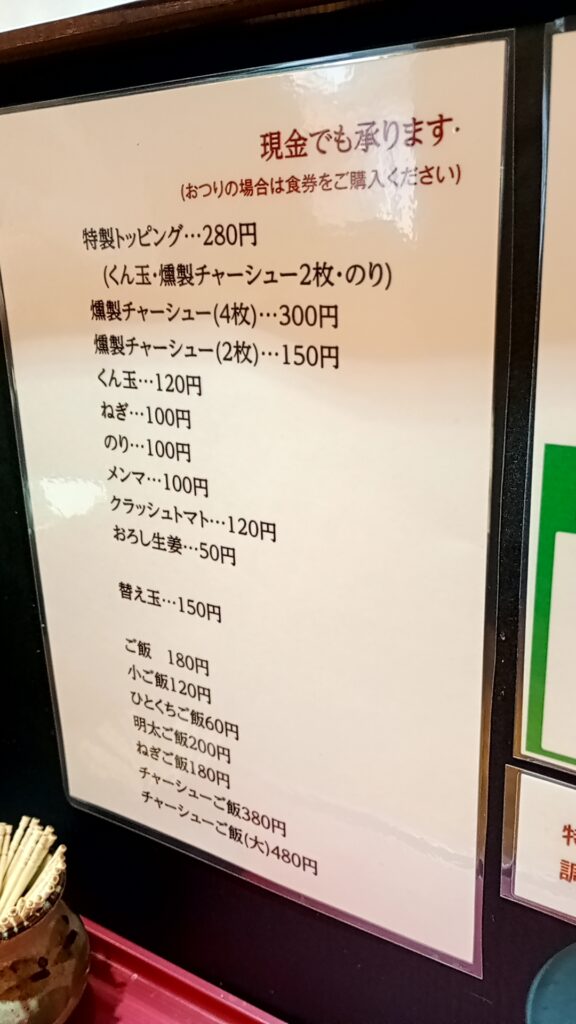 現金でも承ります
(おつりの場合は食券をご購入ください)
特製トッピング…280円
(くん玉・燻製チャーシュー2枚・のり)
燻製チャーシュー(4枚)…300円
燻製チャーシュー(2枚)…150円
くん玉…120円
ねぎ…100円
のり…100円
メンマ…100円
クラッシュトマト…120円
おろし生姜…50円
替え玉…150円
ご飯　180円
小ご飯120円
ひとくちご飯60円
明太ご飯200円
ねぎご飯180円
チャーシューご飯380円
チャーシューご飯(大)480円
特
調